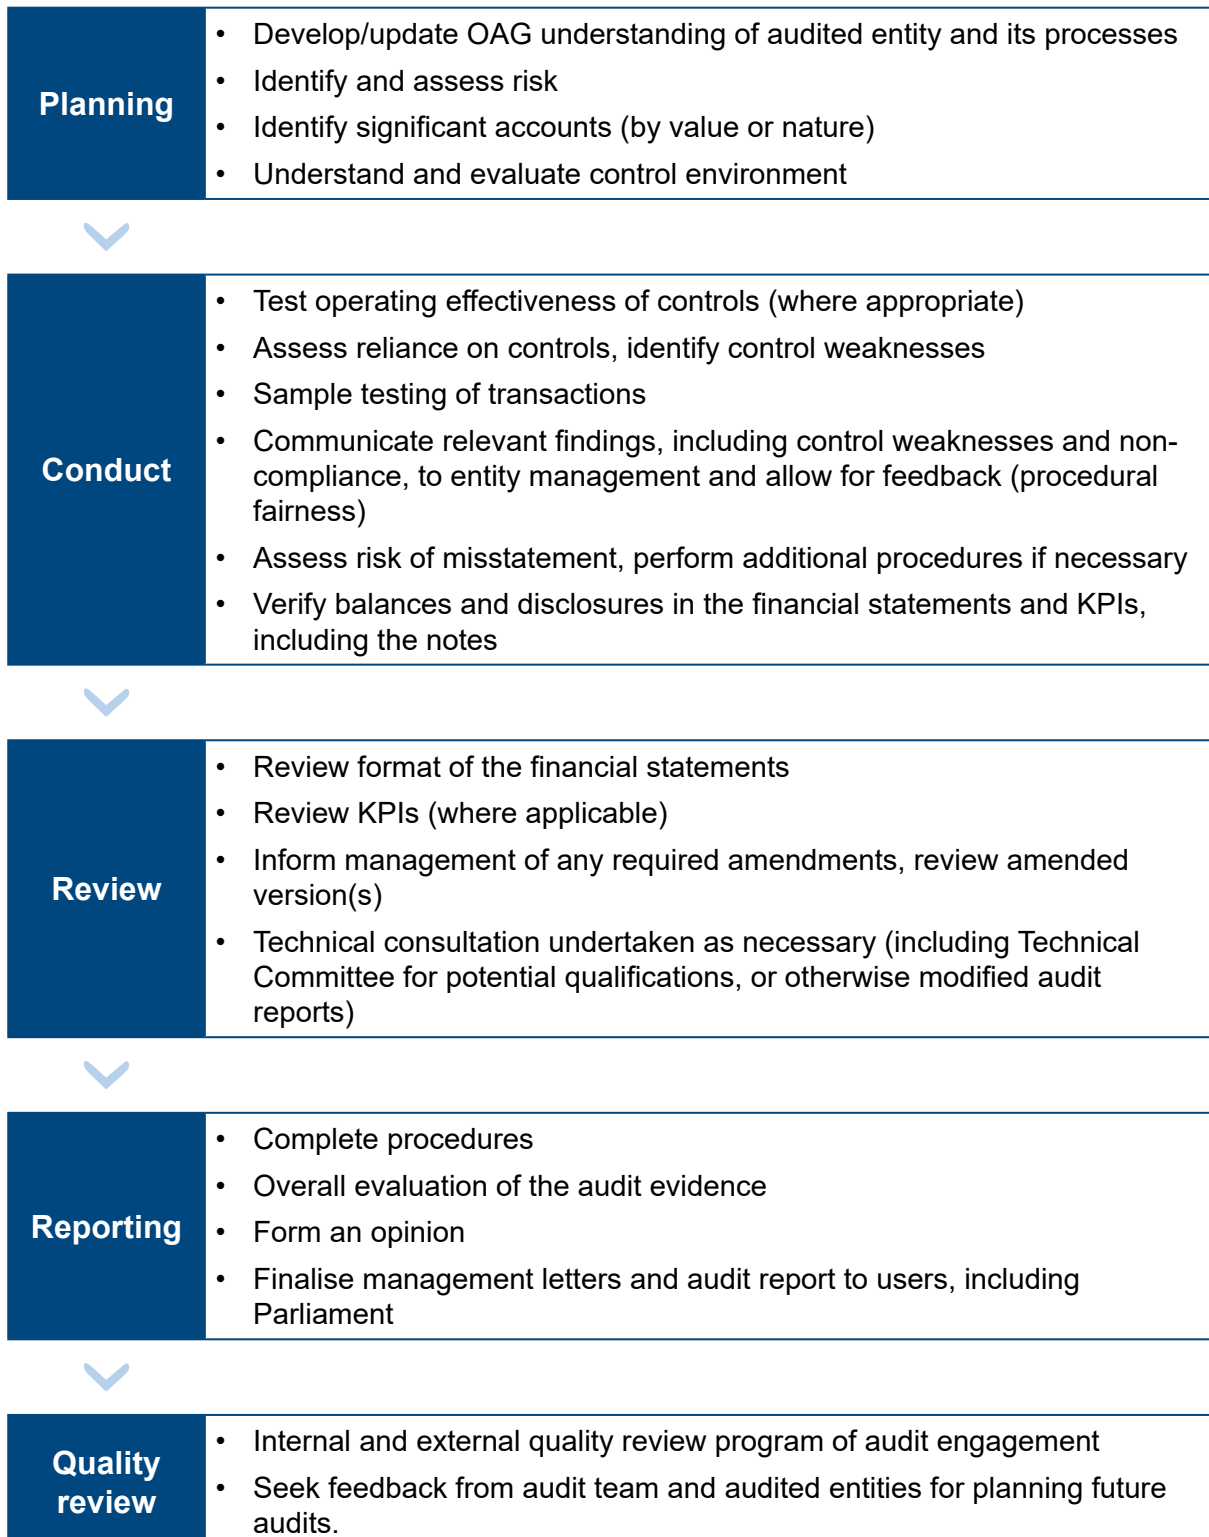 Planning
• Develop/update OAG understanding of audited entity and its processes
• Identify and assess risk
• Identify significant accounts (by value or nature)
• Understand and evaluate control environment
Conduct
• Test operating effectiveness of controls (where appropriate)
• Assess reliance on controls, identify control weaknesses
• Sample testing of transactions
• Communicate relevant findings, including control weaknesses and non-
compliance, to entity management and allow for feedback (procedural
fairness)
• Assess risk of misstatement, perform additional procedures if necessary
• Verify balances and disclosures in the financial statements and KPIs,
including the notes
Review
• Review format of the financial statements
• Review KPIs (where applicable)
• Inform management of any required amendments, review amended
version(s)
• Technical consultation undertaken as necessary (including Technical
Committee for potential qualifications, or otherwise modified audit
reports)
Reporting
• Complete procedures
• Overall evaluation of the audit evidence
• Form an opinion
• Finalise management letters and audit report to users, including
Parliament
Quality
review
• Internal and external quality review program of audit engagement
• Seek feedback from audit team and audited entities for planning future
audits.